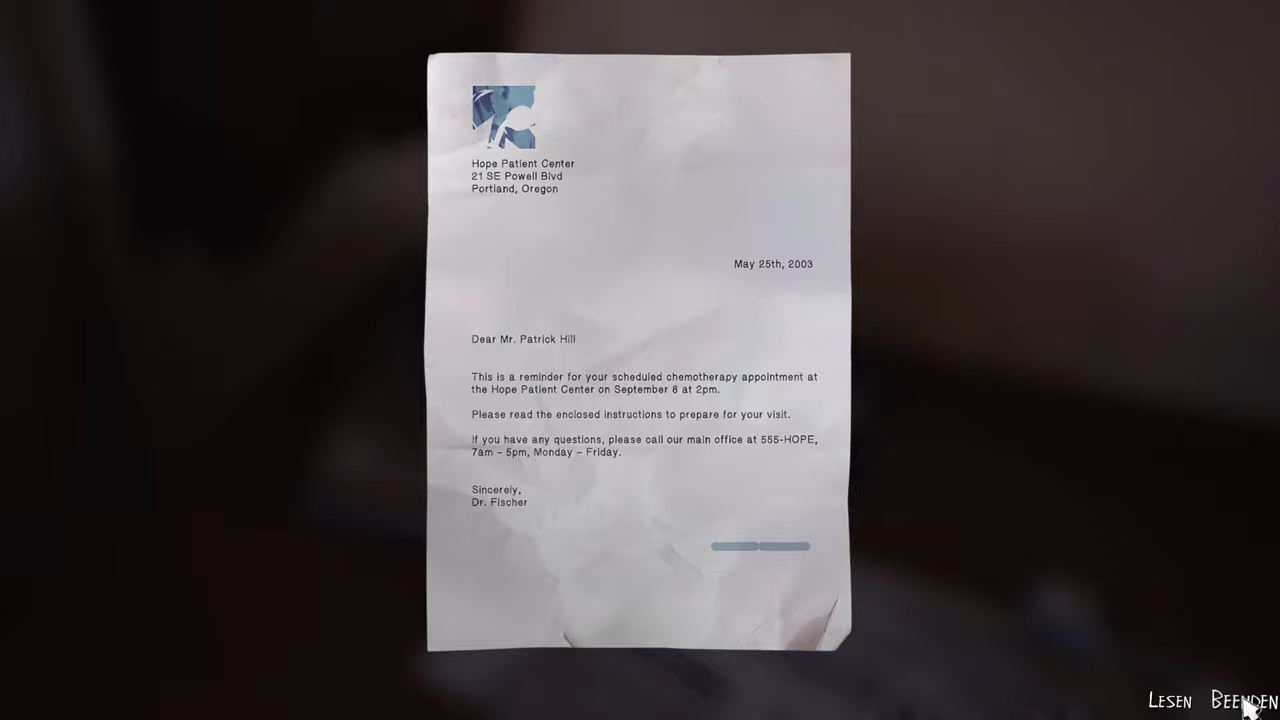 Hope Patient Center
21 SE Powell Blvd
Portland, Oregon
May 25th, 2003
Dear Mr. Patrick Hill
This is a reminder for your scheduled chemotherapy appointment at
the Hope Patient Center on September 8 at 2pm.
Please read the enclosed instructions to prepare for your visit.
If you have any questions, please call our main office at 555-HOPE,
7am – 5pm, Monday – Friday.
Sincerely,
Dr. Fischer
LESEN BEENDEN